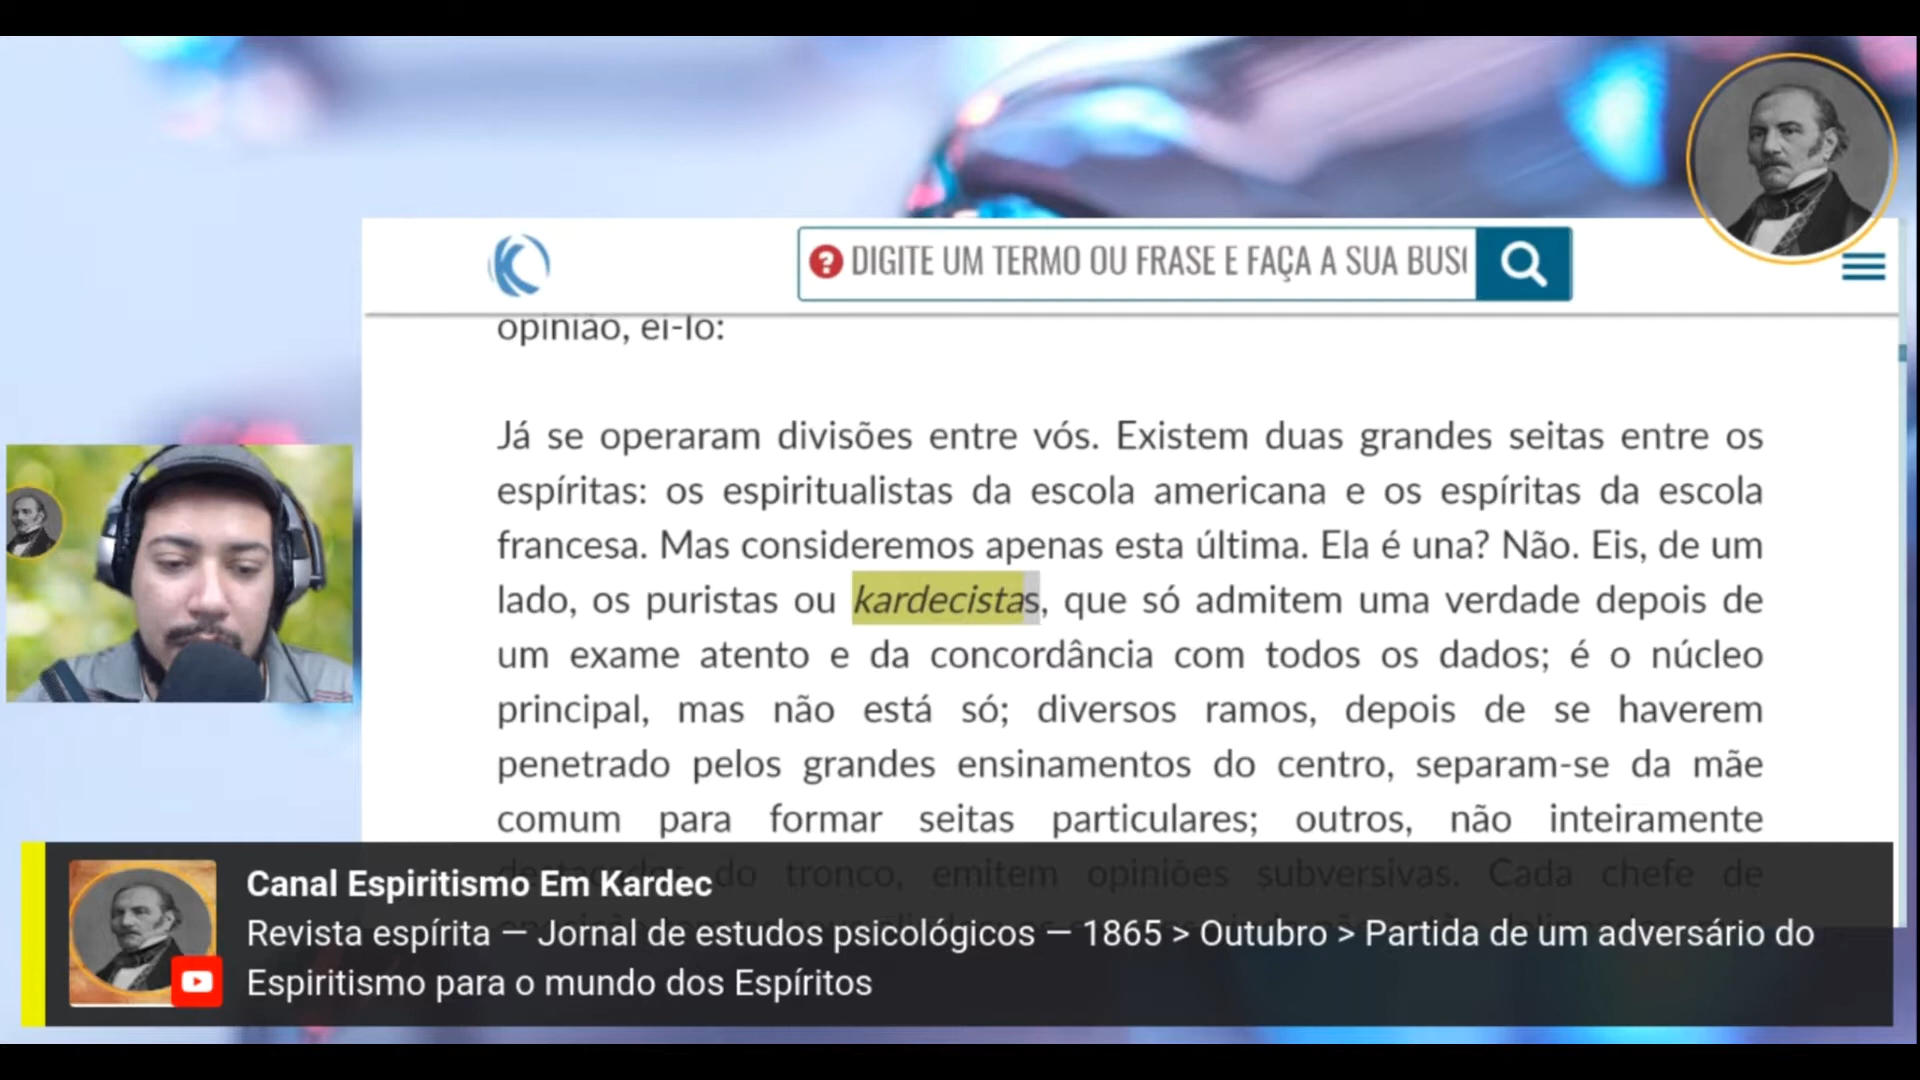 DIGITE UM TERMO OU FRASE E FAÇA A SUA BUS
opinião, ei-lo:
Já se operaram divisões entre vós. Existem duas grandes seitas entre os
espíritas: os espiritualistas da escola americana e os espíritas da escola
francesa. Mas consideremos apenas esta última. Ela é una? Não. Eis, de um
lado, os puristas ou kardecistas, que só admitem uma verdade depois de
um exame atento e da concordância com todos os dados; é o núcleo
principal, mas não está só; diversos ramos, depois de se haverem
penetrado pelos grandes ensinamentos do centro, separam-se da mãe
comum para formar seitas particulares; outros, não inteiramente
do tronco, emitem opiniões subversivas. Cada chefe de
Canal Espiritismo Em Kardec
Revista espírita — Jornal de estudos psicológicos — 1865 > Outubro > Partida de um adversário do
Espiritismo para o mundo dos Espíritos